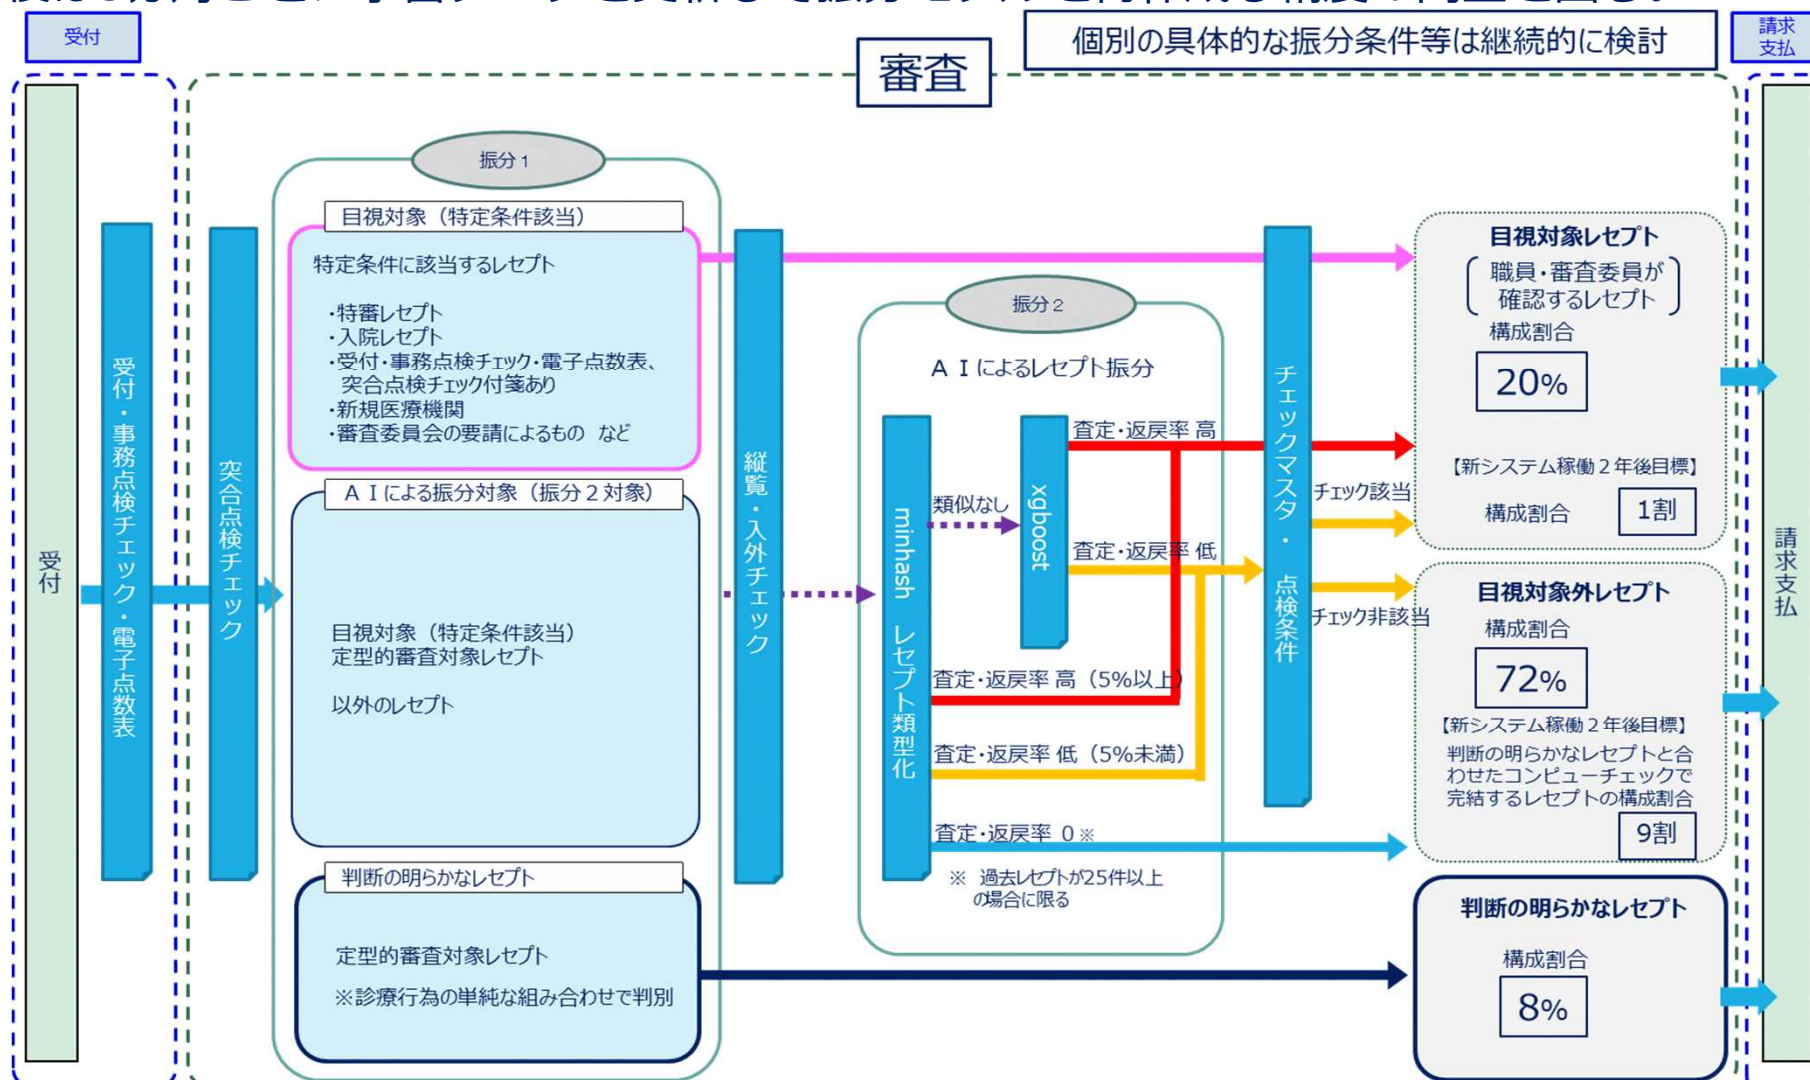 受付
審査
個別の具体的な振分条件等は継続的に検討
請求
支払
受付
受付・事務点検チェック・電子点数表
突合点検チェック
振分１
目視対象（特定条件該当）
特定条件に該当するレセプト
・特審レセプト
・入院レセプト
・受付・事務点検チェック・電子点数表、
突合点検チェック付箋あり
・新規医療機関
・審査委員会の要請によるもの など
ＡＩによる振分対象（振分２対象）
目視対象（特定条件該当）
定型的審査対象レセプト
以外のレセプト
判断の明らかなレセプト
定型的審査対象レセプト
※診療行為の単純な組み合わせで判別
縦覧・入外チェック
振分２
ＡＩによるレセプト振分
minhash レセプト類型化
類似なし
xgboost
査定・返戻率 高
査定・返戻率 低
査定・返戻率 高（5%以上）
査定・返戻率 低（5%未満）
査定・返戻率 ０※
※ 過去レセプトが25件以上
の場合に限る
チェックマスタ・点検条件
チェック該当
チェック非該当
目視対象レセプト
職員・審査委員が
確認するレセプト
構成割合
20%
【新システム稼働２年後目標】
構成割合 1割
目視対象外レセプト
構成割合
72%
【新システム稼働２年後目標】
判断の明らかなレセプトと合
わせたコンピューチェックで
完結するレセプトの構成割合
9割
判断の明らかなレセプト
構成割合
8%
請求支払